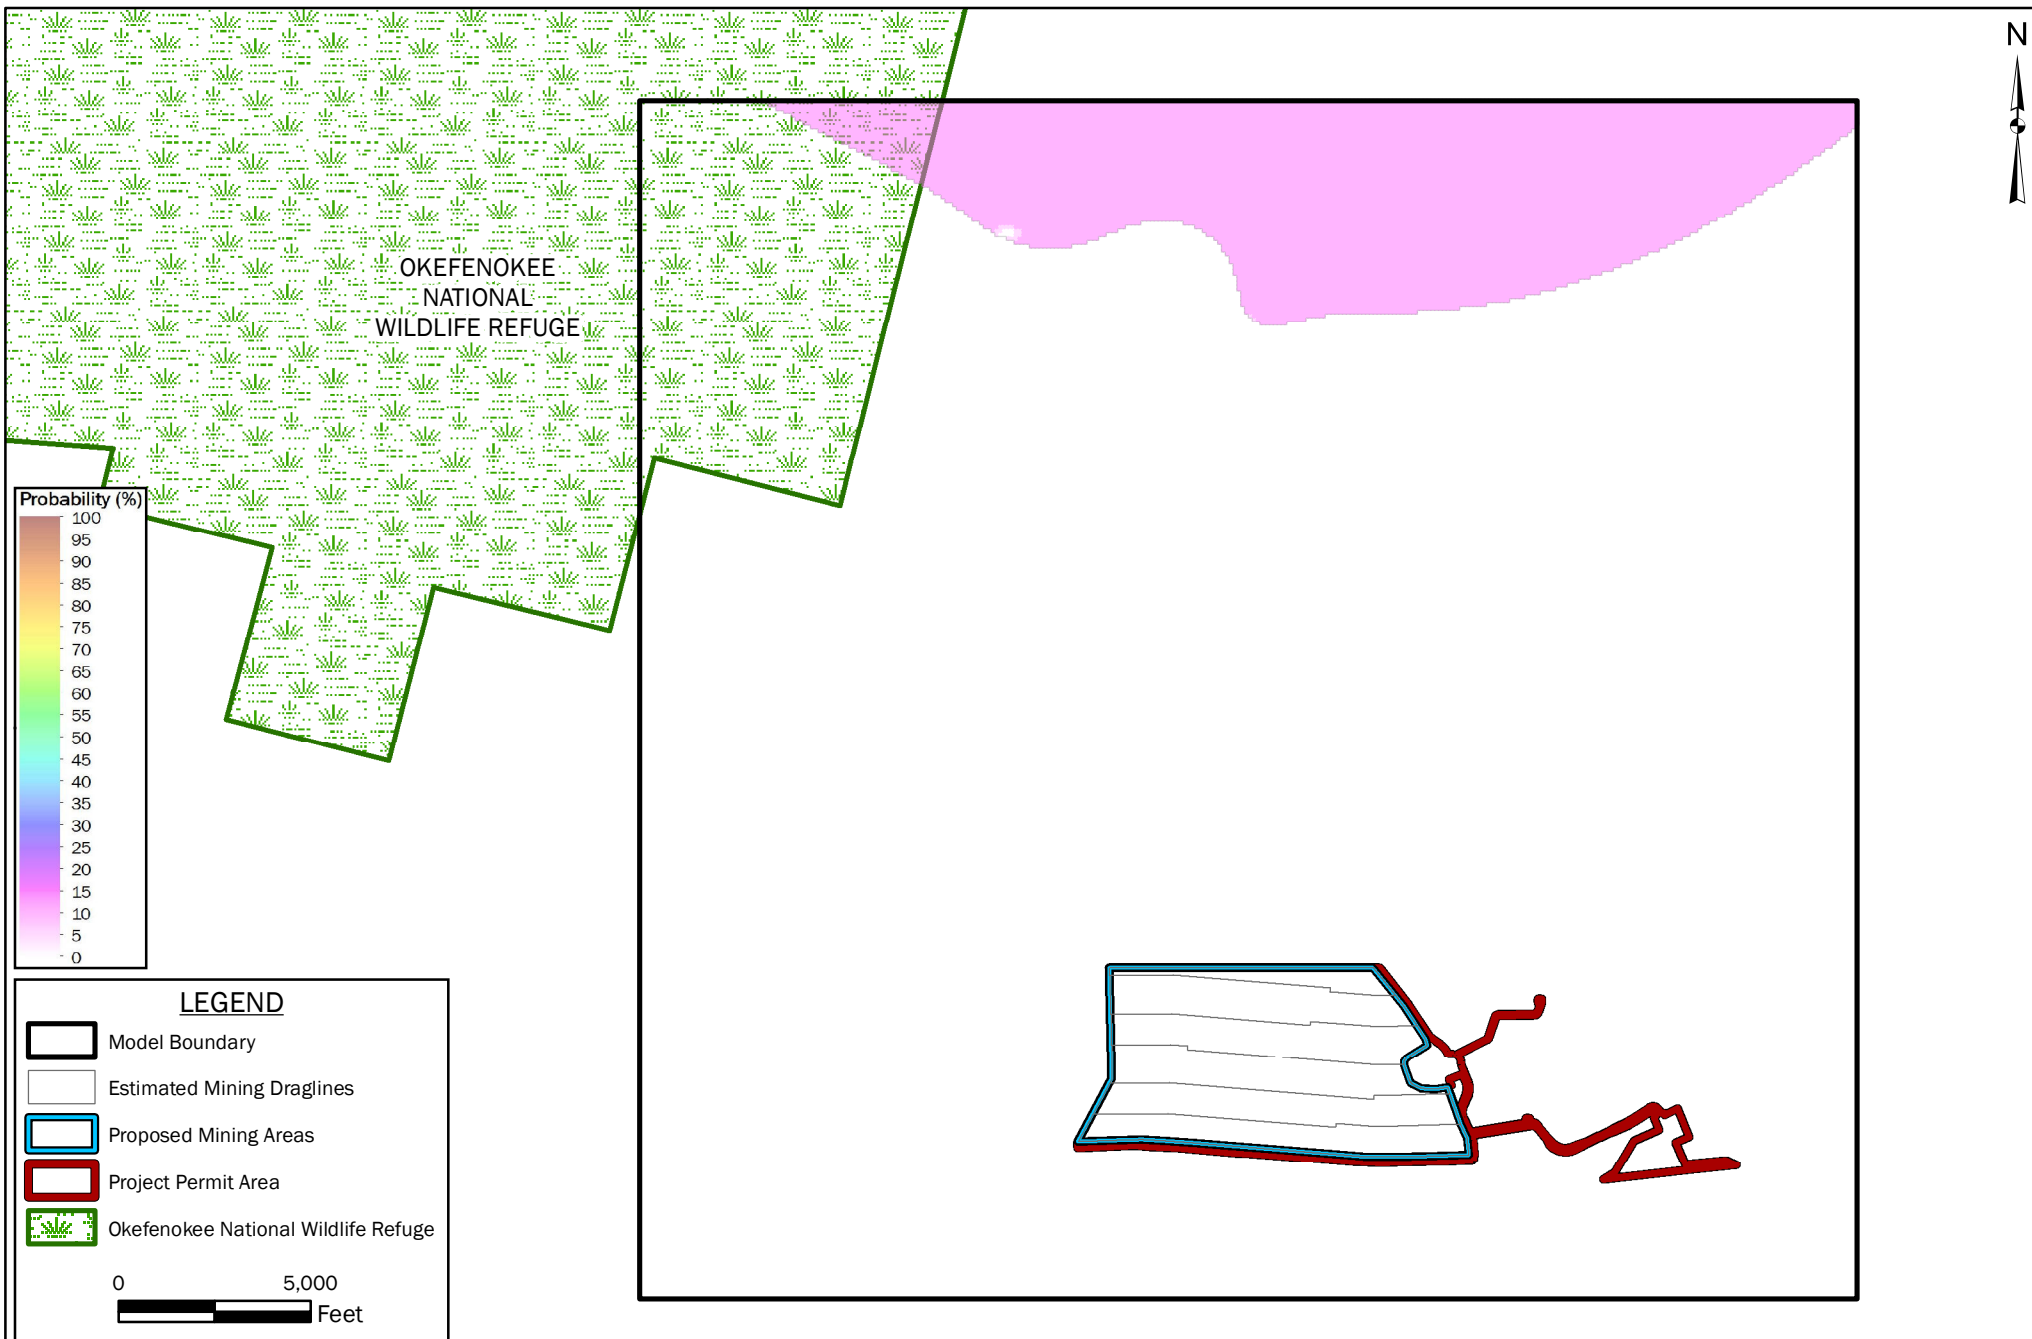 N
OKEFENOKEE
NATIONAL
WILDLIFE REFUGE
Probability (%)
100
95
90
85
80
75
70
65
60
55
50
45
40
35
30
25
20
15
10
5
0
LEGEND
Model Boundary
Estimated Mining Draglines
Proposed Mining Areas
Project Permit Area
Okefenokee National Wildlife Refuge
0 5,000
Feet